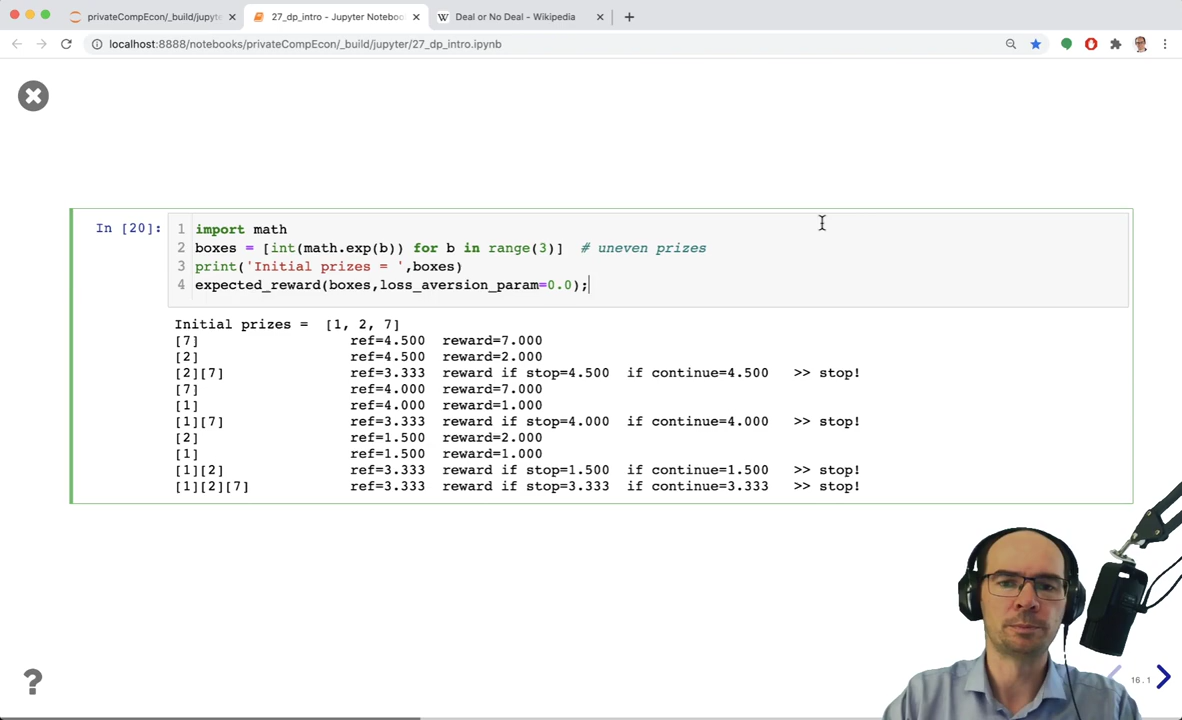 privateCompEcon/_build/jupyte
27_dp_intro - Jupyter Noteboo
W Deal or No Deal - Wikipedia
localhost:8888/notebooks/privateCompEcon/_build/jupyter/27_dp_intro.ipynb
In [20]:
1 import math
2 boxes = [int(math.exp(b)) for b in range(3)]  # uneven prizes
3 print('Initial prizes = ',boxes)
4 expected_reward(boxes,loss_aversion_param=0.0);
Initial prizes =  [1, 2, 7]
[7] ref=4.500 reward=7.000
[2] ref=4.500 reward=2.000
[2][7] ref=3.333 reward if stop=4.500 if continue=4.500 >> stop!
[7] ref=4.000 reward=7.000
[1] ref=4.000 reward=1.000
[1][7] ref=3.333 reward if stop=4.000 if continue=4.000 >> stop!
[2] ref=1.500 reward=2.000
[1] ref=1.500 reward=1.000
[1][2] ref=3.333 reward if stop=1.500 if continue=1.500 >> stop!
[1][2][7] ref=3.333 reward if stop=3.333 if continue=3.333 >> stop!
?
16.1